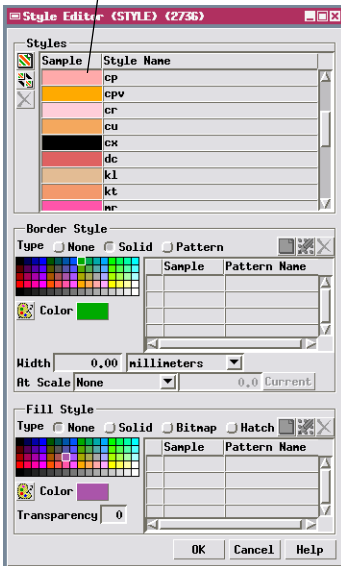 Style Editor (STYLE) (2736)
Styles
Sample Style Name
cp
cpv
cr
cu
cx
dc
kl
kt
mr
Border Style
Type None Solid Pattern
Sample Pattern Name
Color
Width 0.00 millimeters
At Scale None 0.0 Current
Fill Style
Type None Solid Bitmap Hatch
Sample Pattern Name
Color
Transparency 0
OK Cancel Help